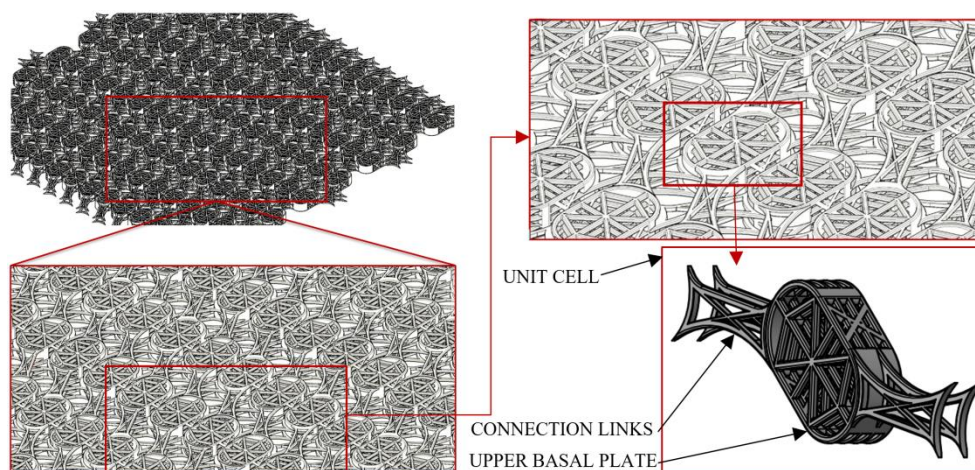 UNIT CELL
CONNECTION LINKS
UPPER BASAL PLATE